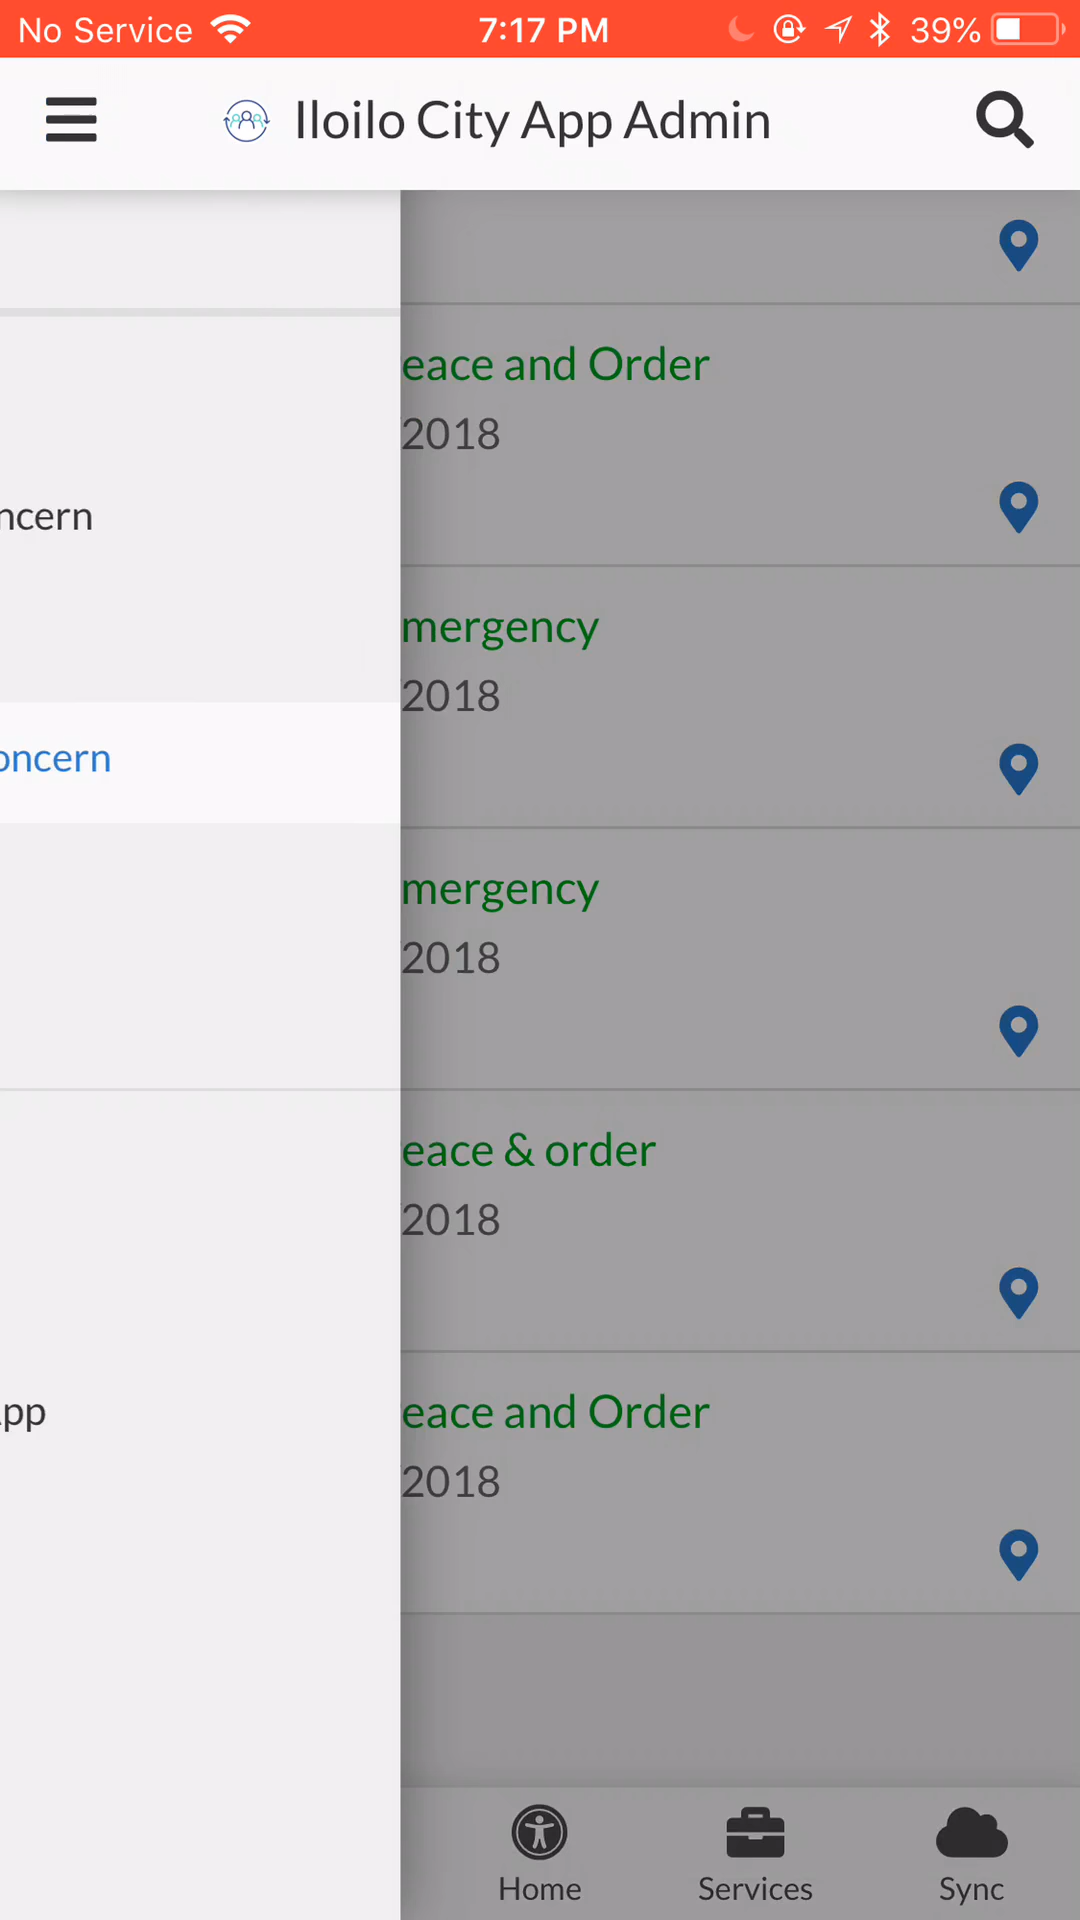 No Service 7:17 PM 39%
Iloilo City App Admin
eace and Order
2018
ncern
mergency
2018
oncern
mergency
2018
eace & order
2018
pp
eace and Order
2018
Home Services Sync